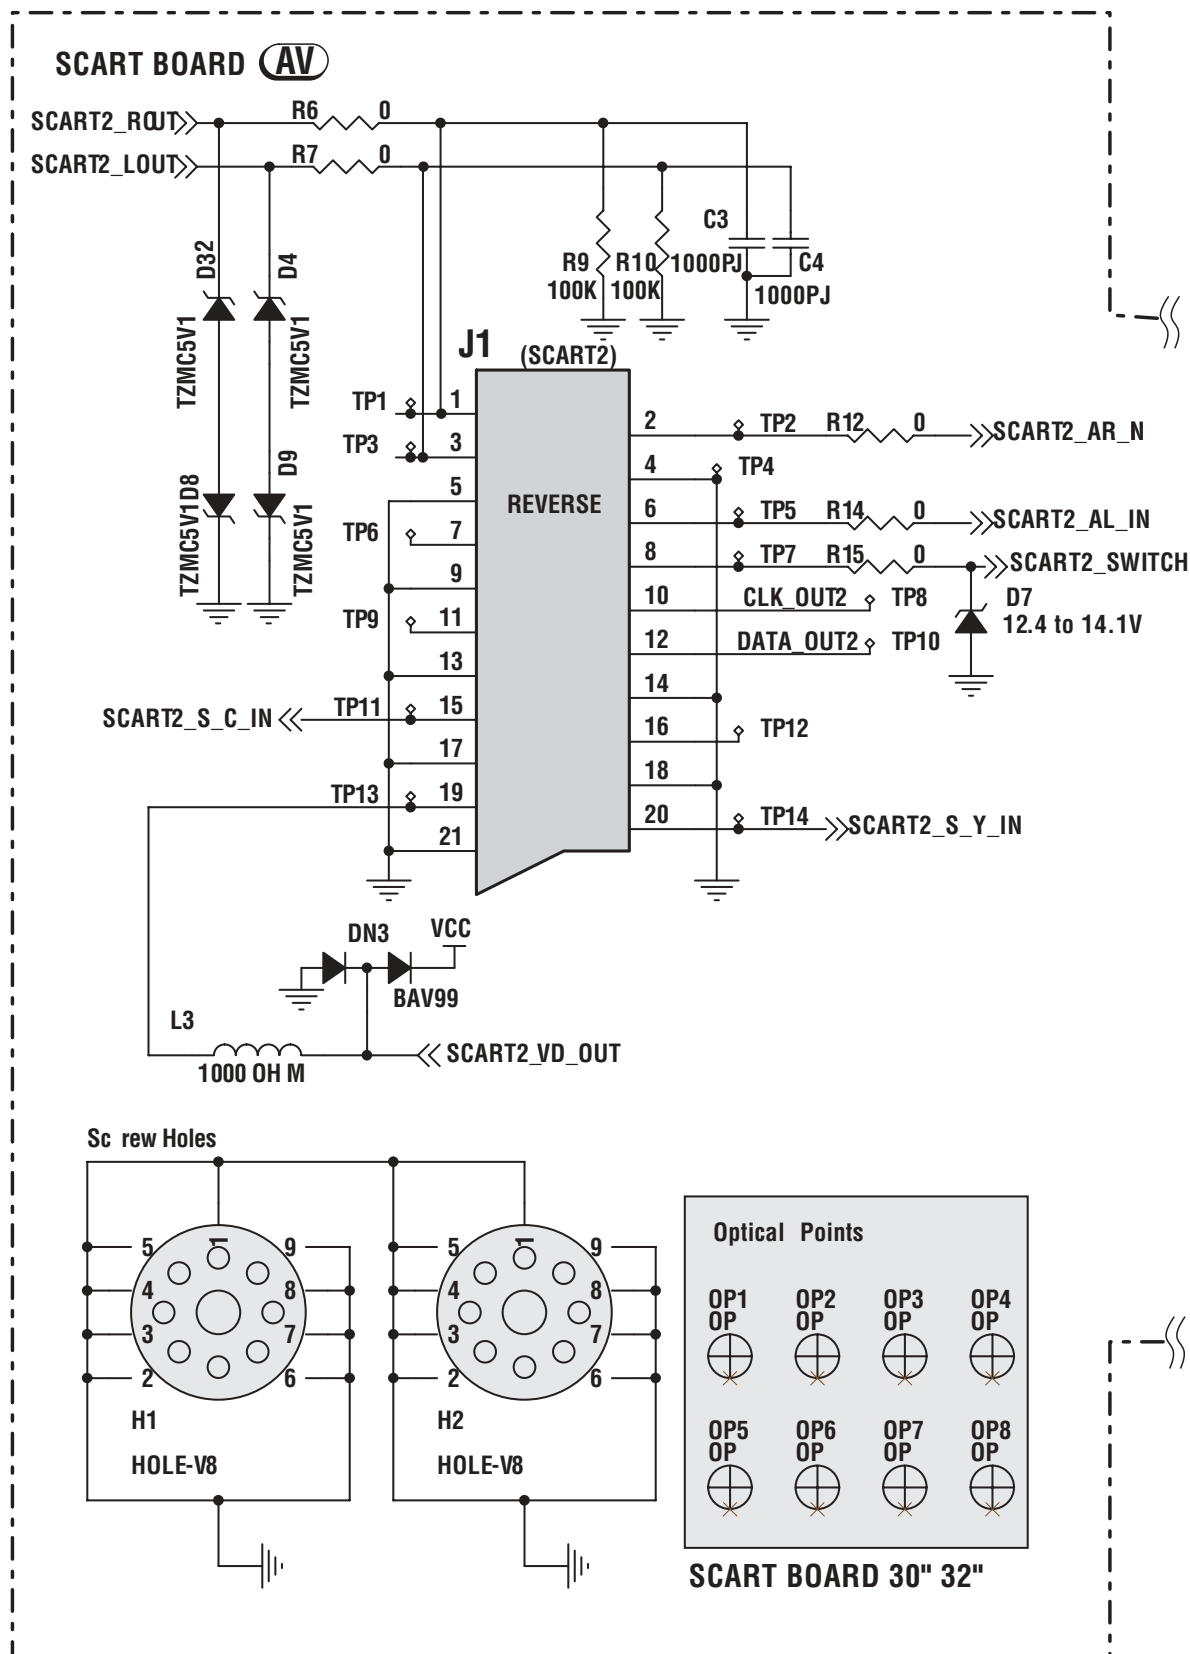 SCART BOARD AV
SCART2_ROUT
R6 0
SCART2_LOUT
R7 0
D32
D4
TZMC5V1
TZMC5V1
D8
D9
TZMC5V1
TZMC5V1
C3
R9
R10
1000PJ
C4
100K
100K
1000PJ
J1
(SCART2)
REVERSE
TP1 1
TP3 3
5
TP6 7
9
TP9 11
13
SCART2_S_C_IN TP11 15
17
TP13 19
21
2 TP2 R12 0 SCART2_AR_N
4 TP4
6 TP5 R14 0 SCART2_AL_IN
8 TP7 R15 0 SCART2_SWITCH
10 CLK_OUT2 TP8
D7
12.4 to 14.1V
12 DATA_OUT2 TP10
14
16 TP12
18
20 TP14 SCART2_S_Y_IN
DN3
VCC
BAV99
L3
1000 OH M
SCART2_VD_OUT
Sc rew Holes
5 1 9
4 8
3 7
2 6
H1
HOLE-V8
5 1 9
4 8
3 7
2 6
H2
HOLE-V8
Optical Points
OP1 OP2 OP3 OP4
OP OP OP OP
OP5 OP6 OP7 OP8
OP OP OP OP
SCART BOARD 30" 32"